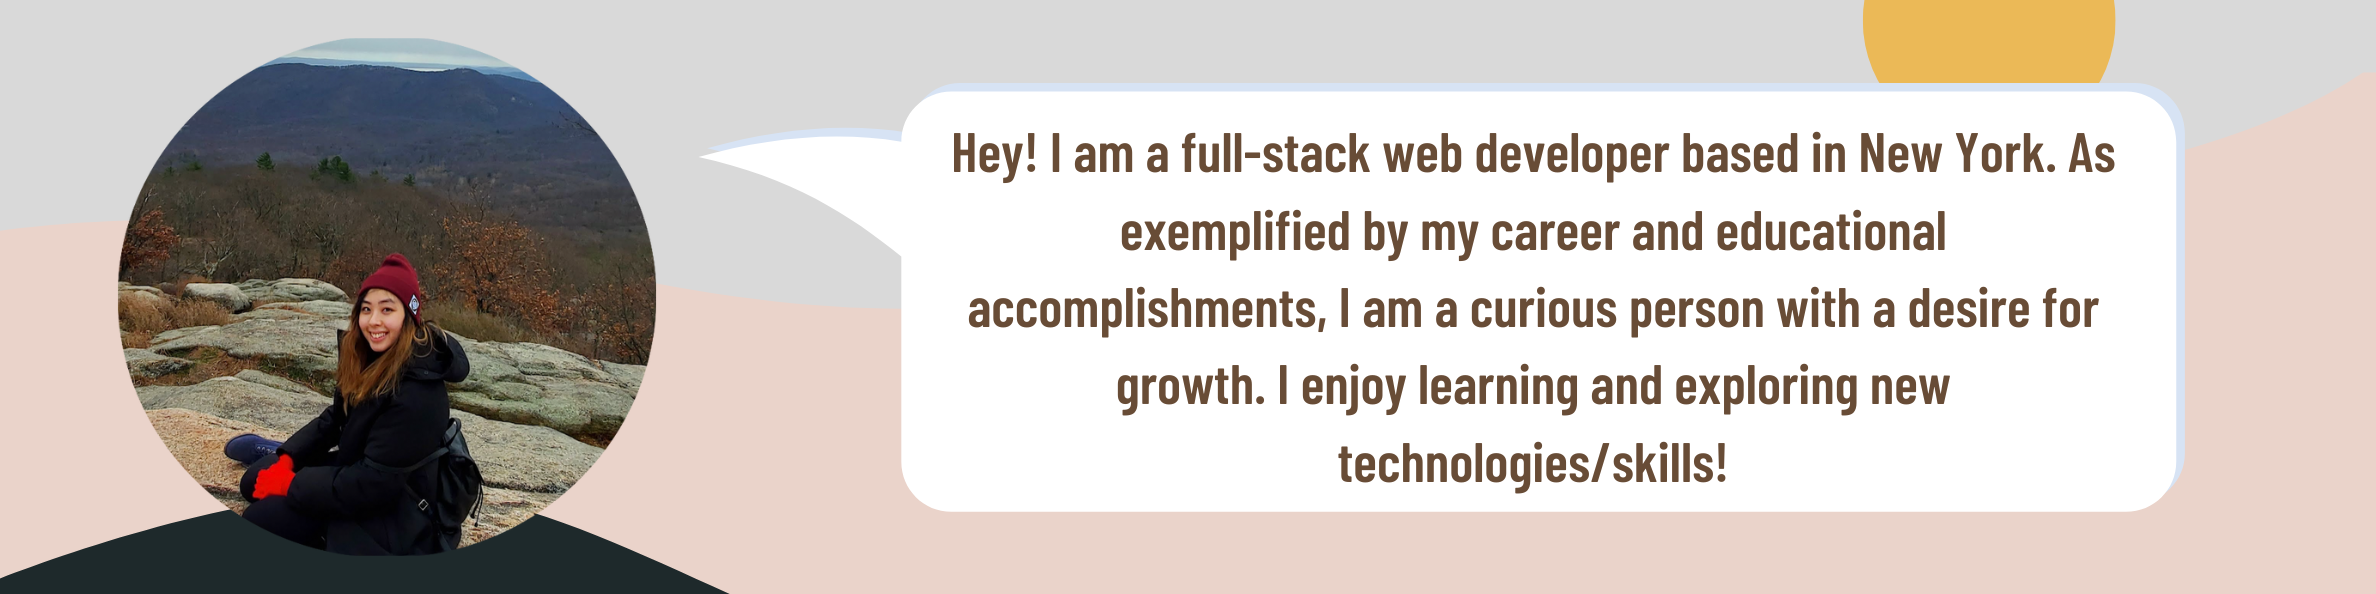 Hey! I am a full-stack web developer based in New York. As
exemplified by my career and educational
accomplishments, I am a curious person with a desire for
growth. I enjoy learning and exploring new
technologies/skills!